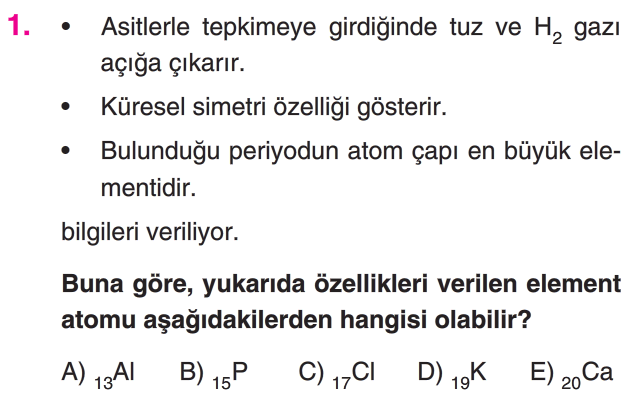 1. • Asitlerle tepkimeye girdiğinde tuz ve H₂ gazı
açığa çıkarır.
• Küresel simetri özelliği gösterir.
• Bulunduğu periyodun atom çapı en büyük ele-
mentidir.
bilgileri veriliyor.
Buna göre, yukarıda özellikleri verilen element
atomu aşağıdakilerden hangisi olabilir?
A) ₁₃Al B) ₁₅P C) ₁₇Cl D) ₁₉K E) ₂₀Ca